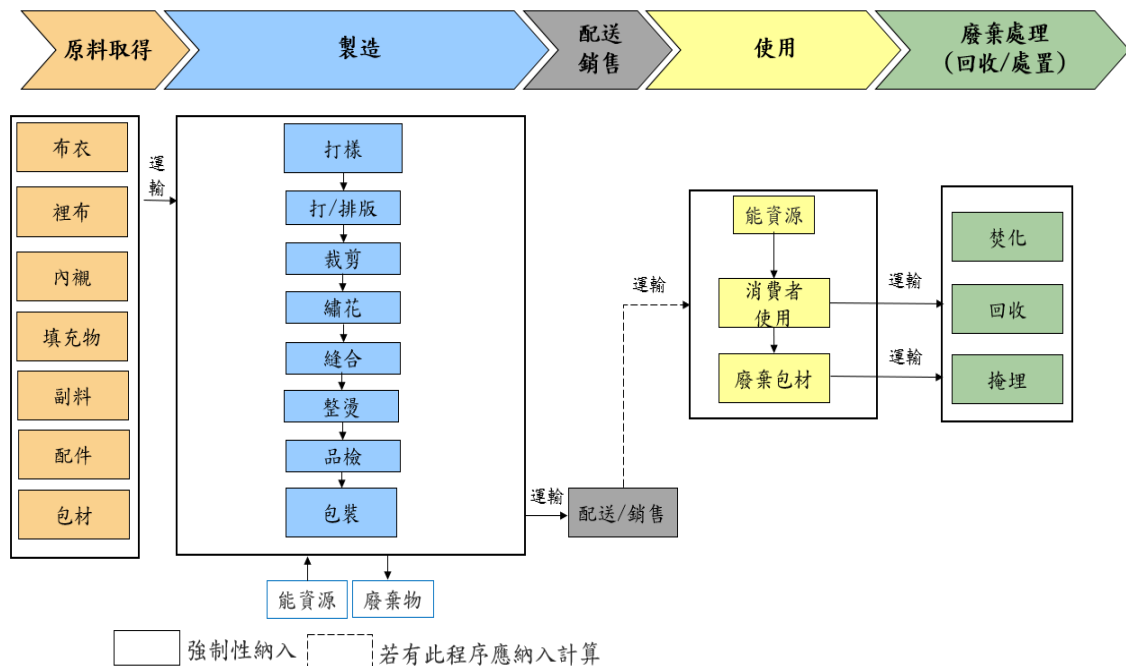 原料取得
製造
配送
銷售
使用
廢棄處理
(回收/處置)
布衣
裡布
內襯
填充物
副料
配件
包材
運
輸
打樣
打/排版
裁剪
繡花
縫合
整燙
品檢
包裝
能資源
廢棄物
運輸
配送/銷售
運輸
能資源
消費者
使用
廢棄包材
運輸
運輸
焚化
回收
掩埋
強制性納入
若有此程序應納入計算